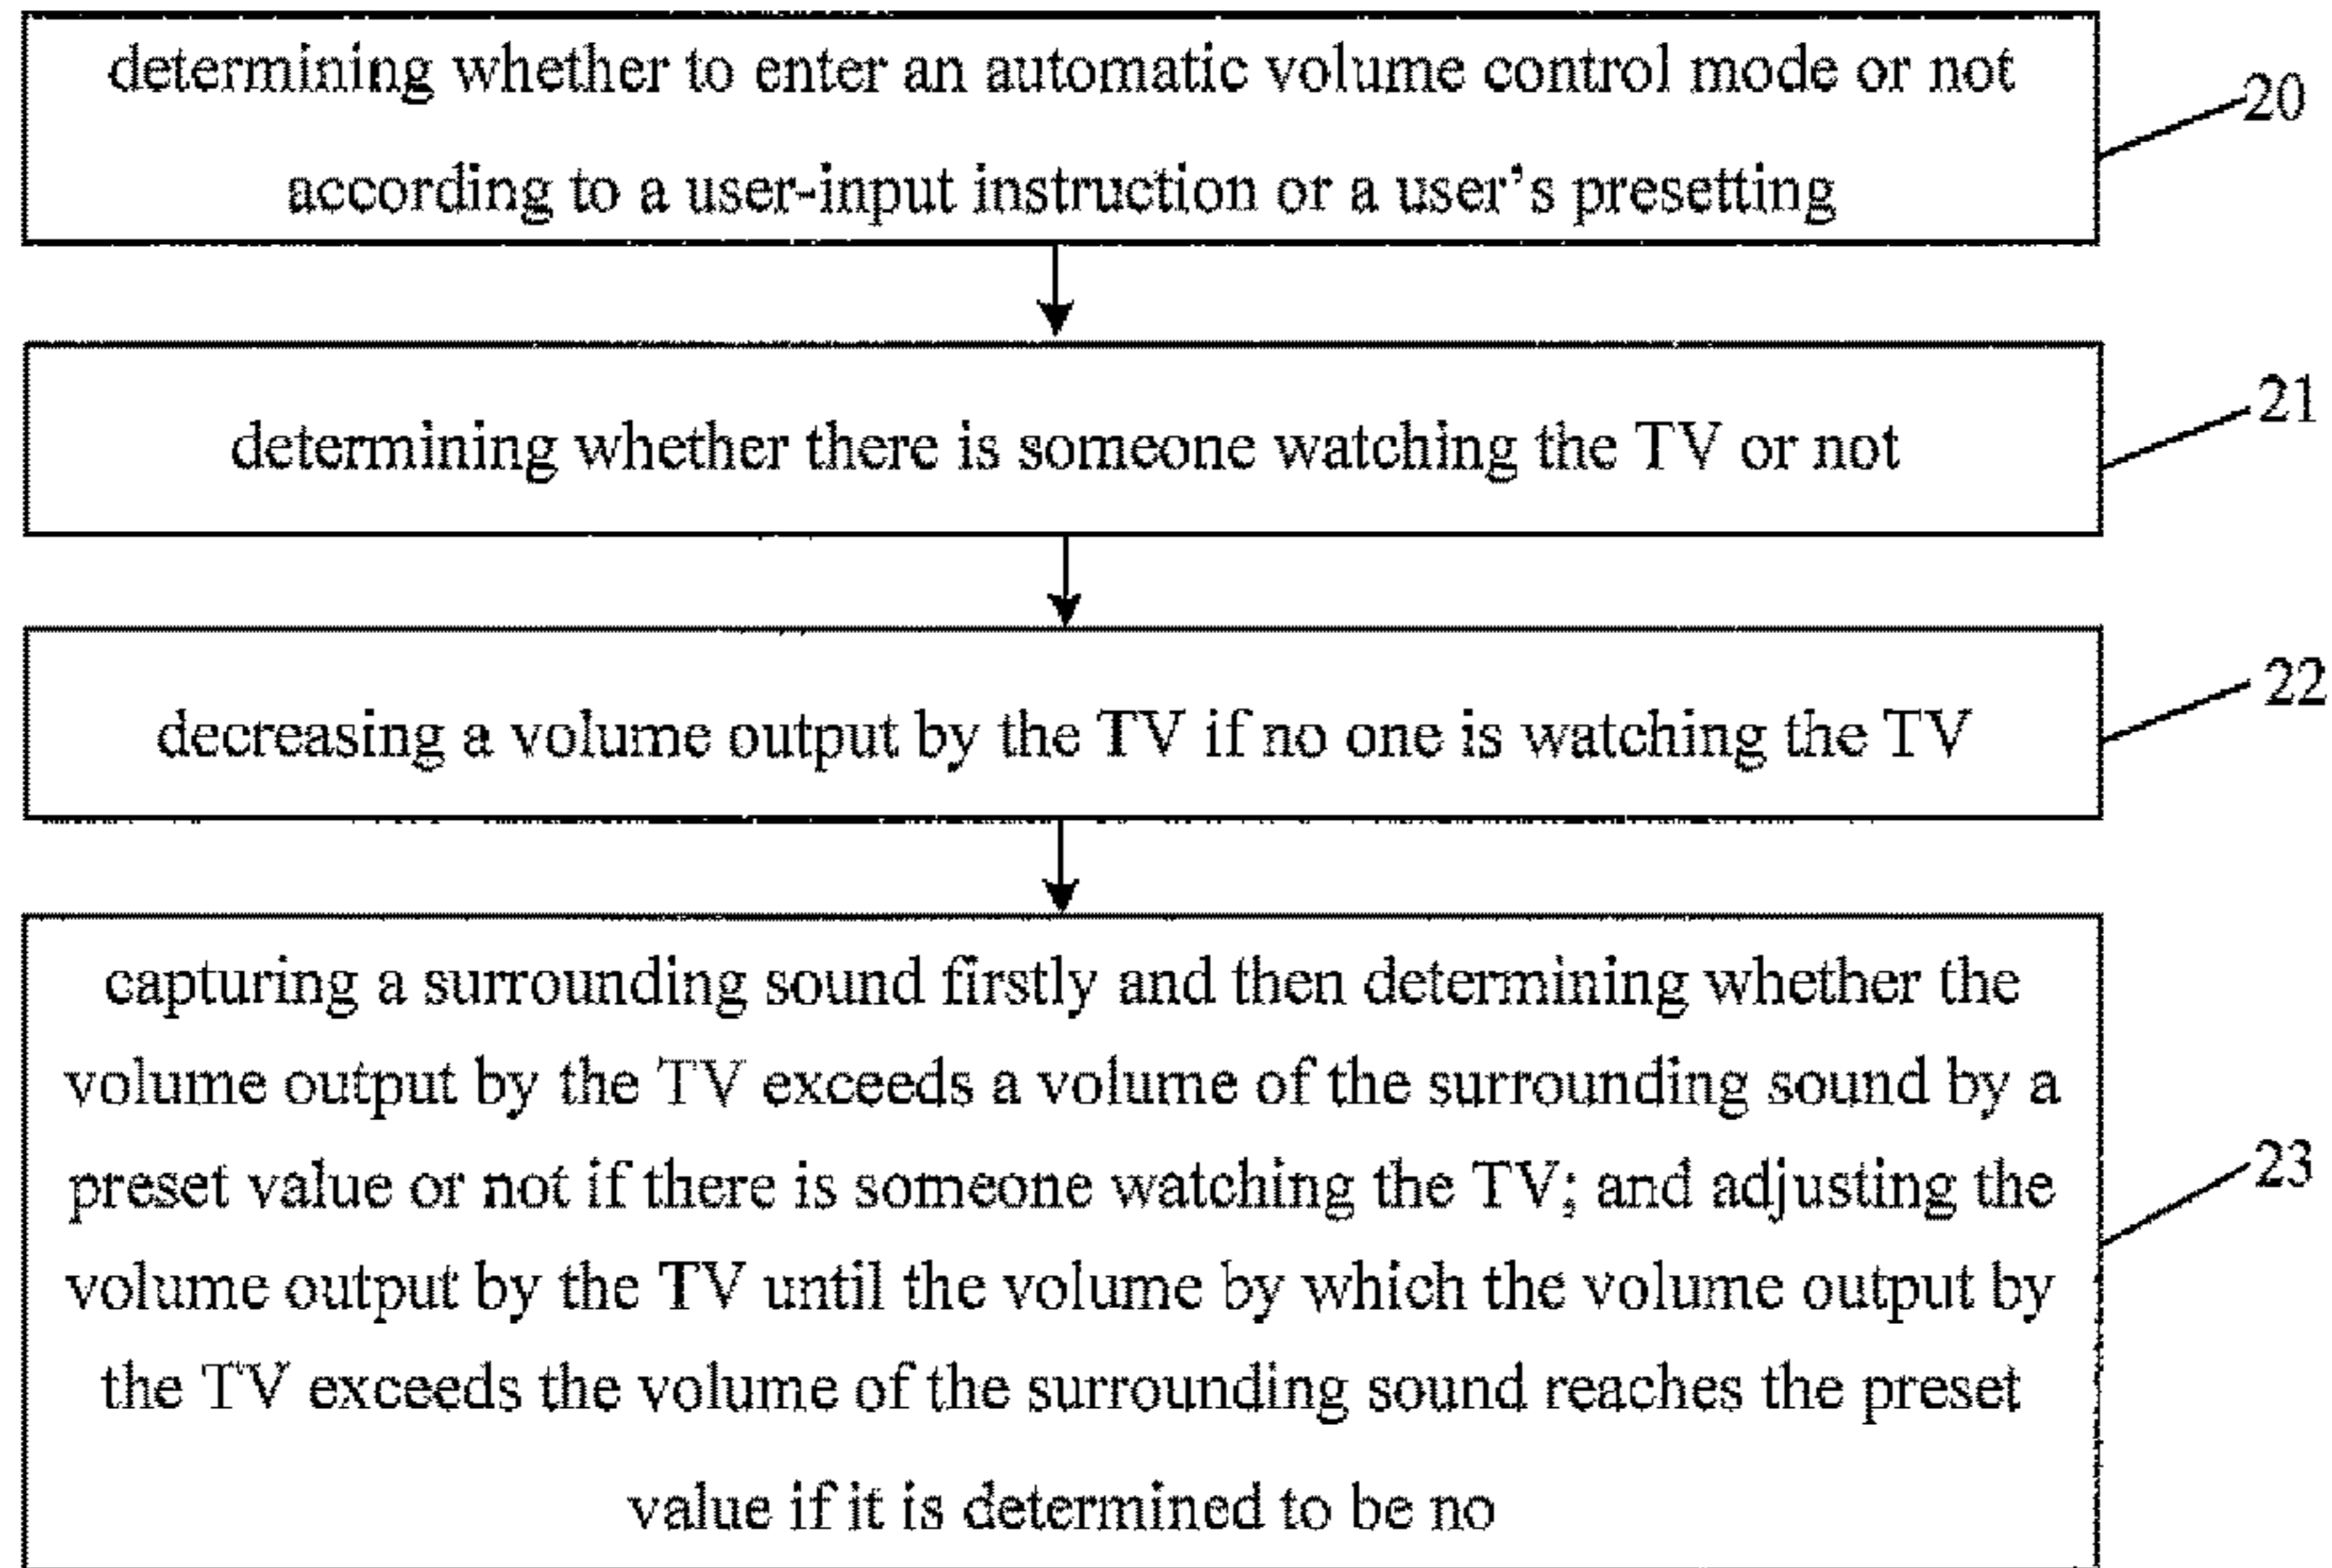 determining whether to enter an automatic volume control mode or not
according to a user-input instruction or a user's presetting
20
determining whether there is someone watching the TV or not
21
decreasing a volume output by the TV if no one is watching the TV
22
capturing a surrounding sound firstly and then determining whether the
volume output by the TV exceeds a volume of the surrounding sound by a
preset value or not if there is someone watching the TV; and adjusting the
volume output by the TV until the volume by which the volume output by
the TV exceeds the volume of the surrounding sound reaches the preset
value if it is determined to be no
23